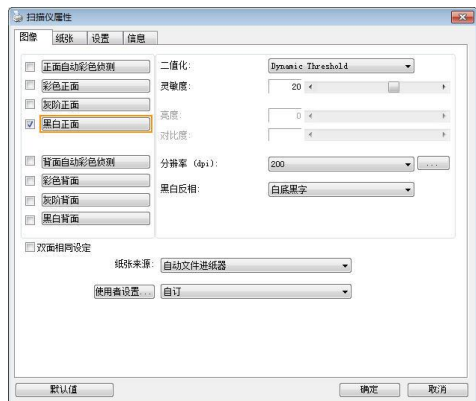 扫描仪属性
图像 纸张 设置 信息
正面自动彩色侦测
彩色正面
灰阶正面
黑白正面
背面自动彩色侦测
彩色背面
灰阶背面
黑白背面
二值化: Dynamic Threshold
灵敏度: 20
亮度: 0
对比度:
分辨率 (dpi): 200 ...
黑白反相: 白底黑字
双面相同设定
纸张来源: 自动文件进纸器
使用者设置... 自订
默认值 确定 取消